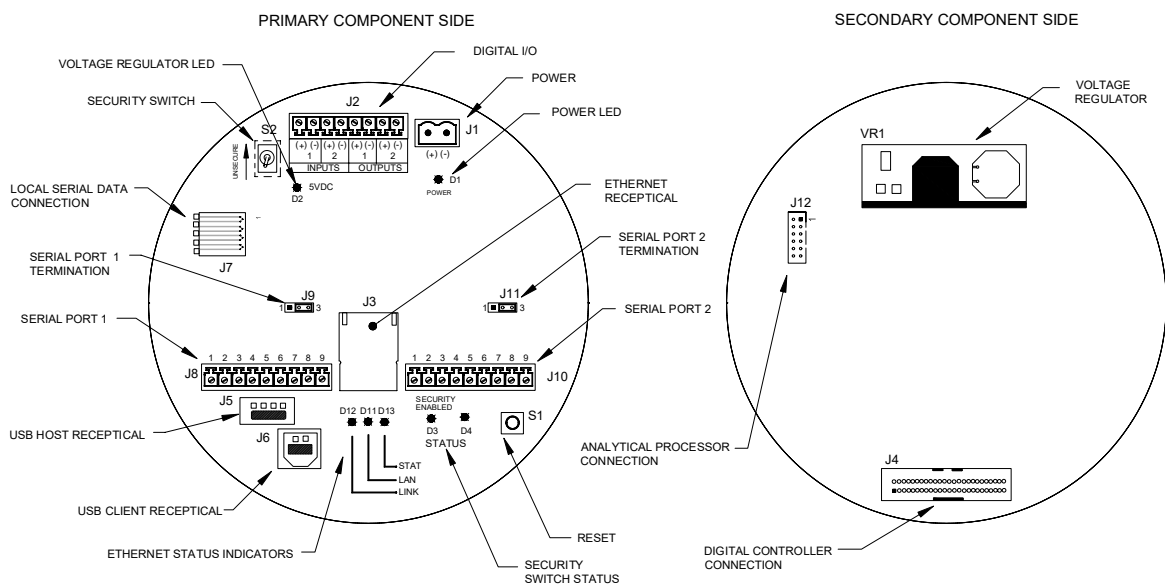 PRIMARY COMPONENT SIDE
SECONDARY COMPONENT SIDE
DIGITAL I/O
VOLTAGE REGULATOR LED
POWER
SECURITY SWITCH
POWER LED
VOLTAGE
REGULATOR
J2
J1
S2
VR1
UNSECURE
(+) (-) (+) (-) (+) (-) (+) (-)
(+) (-)
1 2 1 2
INPUTS OUTPUTS
5VDC
D2
D1
POWER
LOCAL SERIAL DATA
CONNECTION
ETHERNET
RECEPTICAL
J12
1
1
J7
SERIAL PORT 1
TERMINATION
SERIAL PORT 2
TERMINATION
J9
1 3
J3
J11
1 3
SERIAL PORT 1
SERIAL PORT 2
1 2 3 4 5 6 7 8 9
1 2 3 4 5 6 7 8 9
J8
J10
J5
D12 D11 D13
SECURITY
ENABLED
D3 D4
STATUS
S1
USB HOST RECEPTICAL
J6
ANALYTICAL PROCESSOR
CONNECTION
J4
STAT
LAN
LINK
USB CLIENT RECEPTICAL
RESET
ETHERNET STATUS INDICATORS
SECURITY
SWITCH STATUS
DIGITAL CONTROLLER
CONNECTION